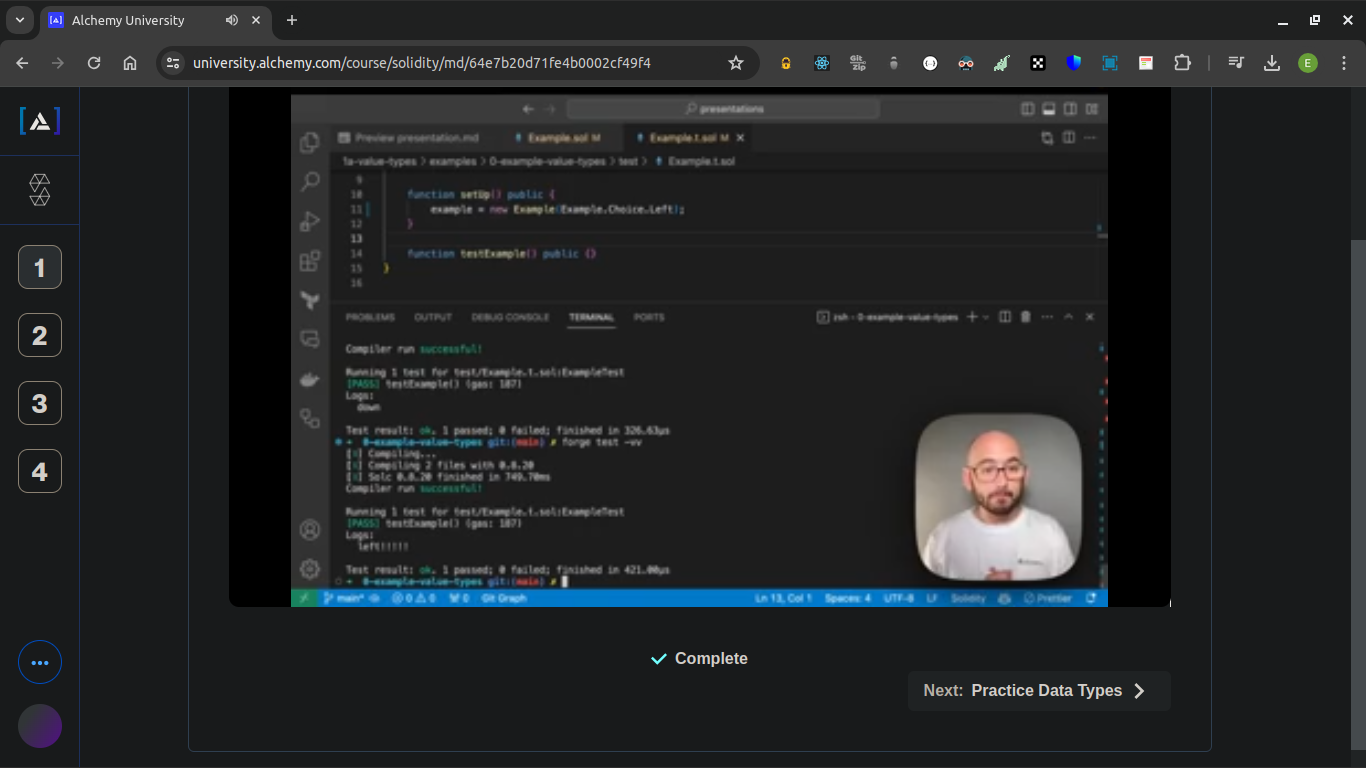 Alchemy University
university.alchemy.com/course/solidity/md/64e7b20d71fe4b0002cf49f4
Git
Zip
E
presentations
Preview presentation.md
Example.sol M
Example.t.sol M
1a-value-types > examples > 0-example-value-types > test > Example.t.sol
9
10 function setUp() public {
11 example = new Example(Example.Choice.Left);
12 }
13
14 function testExample() public {}
15 }
16
PROBLEMS OUTPUT DEBUG CONSOLE TERMINAL PORTS
zsh - 0-example-value-types
Compiler run successful!
Running 1 test for test/Example.t.sol:ExampleTest
[PASS] testExample() (gas: 187)
Logs:
down
Test result: ok. 1 passed; 0 failed; finished in 326.63µs
0-example-value-types git:(main) ✗ forge test -vv
Compiling...
Compiling 2 files with 0.8.20
Solc 0.8.20 finished in 749.70ms
Compiler run successful!
Running 1 test for test/Example.t.sol:ExampleTest
[PASS] testExample() (gas: 187)
Logs:
left!!!!!!
Test result: ok. 1 passed; 0 failed; finished in 421.00µs
0-example-value-types git:(main) ✗
main* 0 0 0 Git Graph
Ln 13, Col 1 Spaces: 4 UTF-8 LF Solidity Prettier
1
2
3
4
Complete
Next: Practice Data Types